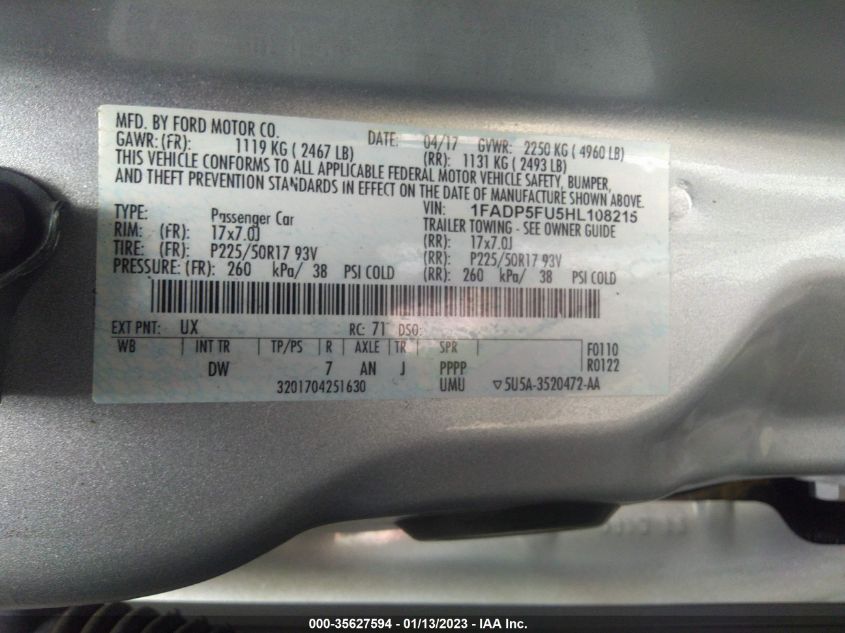 MFD. BY FORD MOTOR CO. DATE: 04/17 GVWR: 2250 KG ( 4960 LB)
GAWR: (FR): 1119 KG ( 2467 LB) (RR): 1131 KG ( 2493 LB)
THIS VEHICLE CONFORMS TO ALL APPLICABLE FEDERAL MOTOR VEHICLE SAFETY, BUMPER,
AND THEFT PREVENTION STANDARDS IN EFFECT ON THE DATE OF MANUFACTURE SHOWN ABOVE.
VIN: 1FADP5FU5HL108215
TYPE: Passenger Car TRAILER TOWING - SEE OWNER GUIDE
RIM: (FR) 17x7.0J (RR): 17x7.0J
TIRE: (FR) P225/50R17 93V (RR): P225/50R17 93V
PRESSURE: (FR): 260 kPa/ 38 PSI COLD (RR): 260 kPa/ 38 PSI COLD
EXT PNT: UX RC: 71 DSO:
WB INT TR TP/PS R AXLE TR SPR F0110
DW 7 AN J PPPP R0122
3201704251630 UMU ▽5U5A-3520472-AA
000-35627594 - 01/13/2023 - IAA Inc.